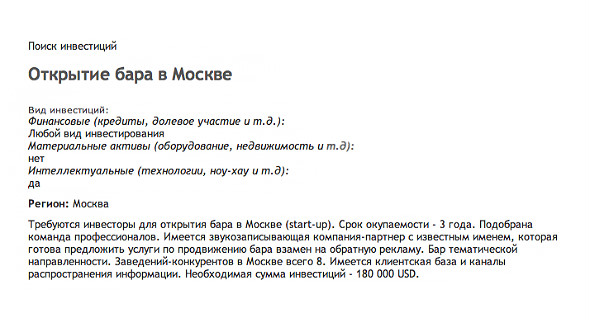 Поиск инвестиций
Открытие бара в Москве
Вид инвестиций:
Финансовые (кредиты, долевое участие и т.д.):
Любой вид инвестирования
Материальные активы (оборудование, недвижимость и т.д):
нет
Интеллектуальные (технологии, ноу-хау и т.д):
да
Регион: Москва
Требуются инвесторы для открытия бара в Москве (start-up). Срок окупаемости - 3 года. Подобрана
команда профессионалов. Имеется звукозаписывающая компания-партнер с известным именем, которая
готова предложить услуги по продвижению бара взамен на обратную рекламу. Бар тематической
направленности. Заведений-конкурентов в Москве всего 8. Имеется клиентская база и каналы
распространения информации. Необходимая сумма инвестиций - 180 000 USD.